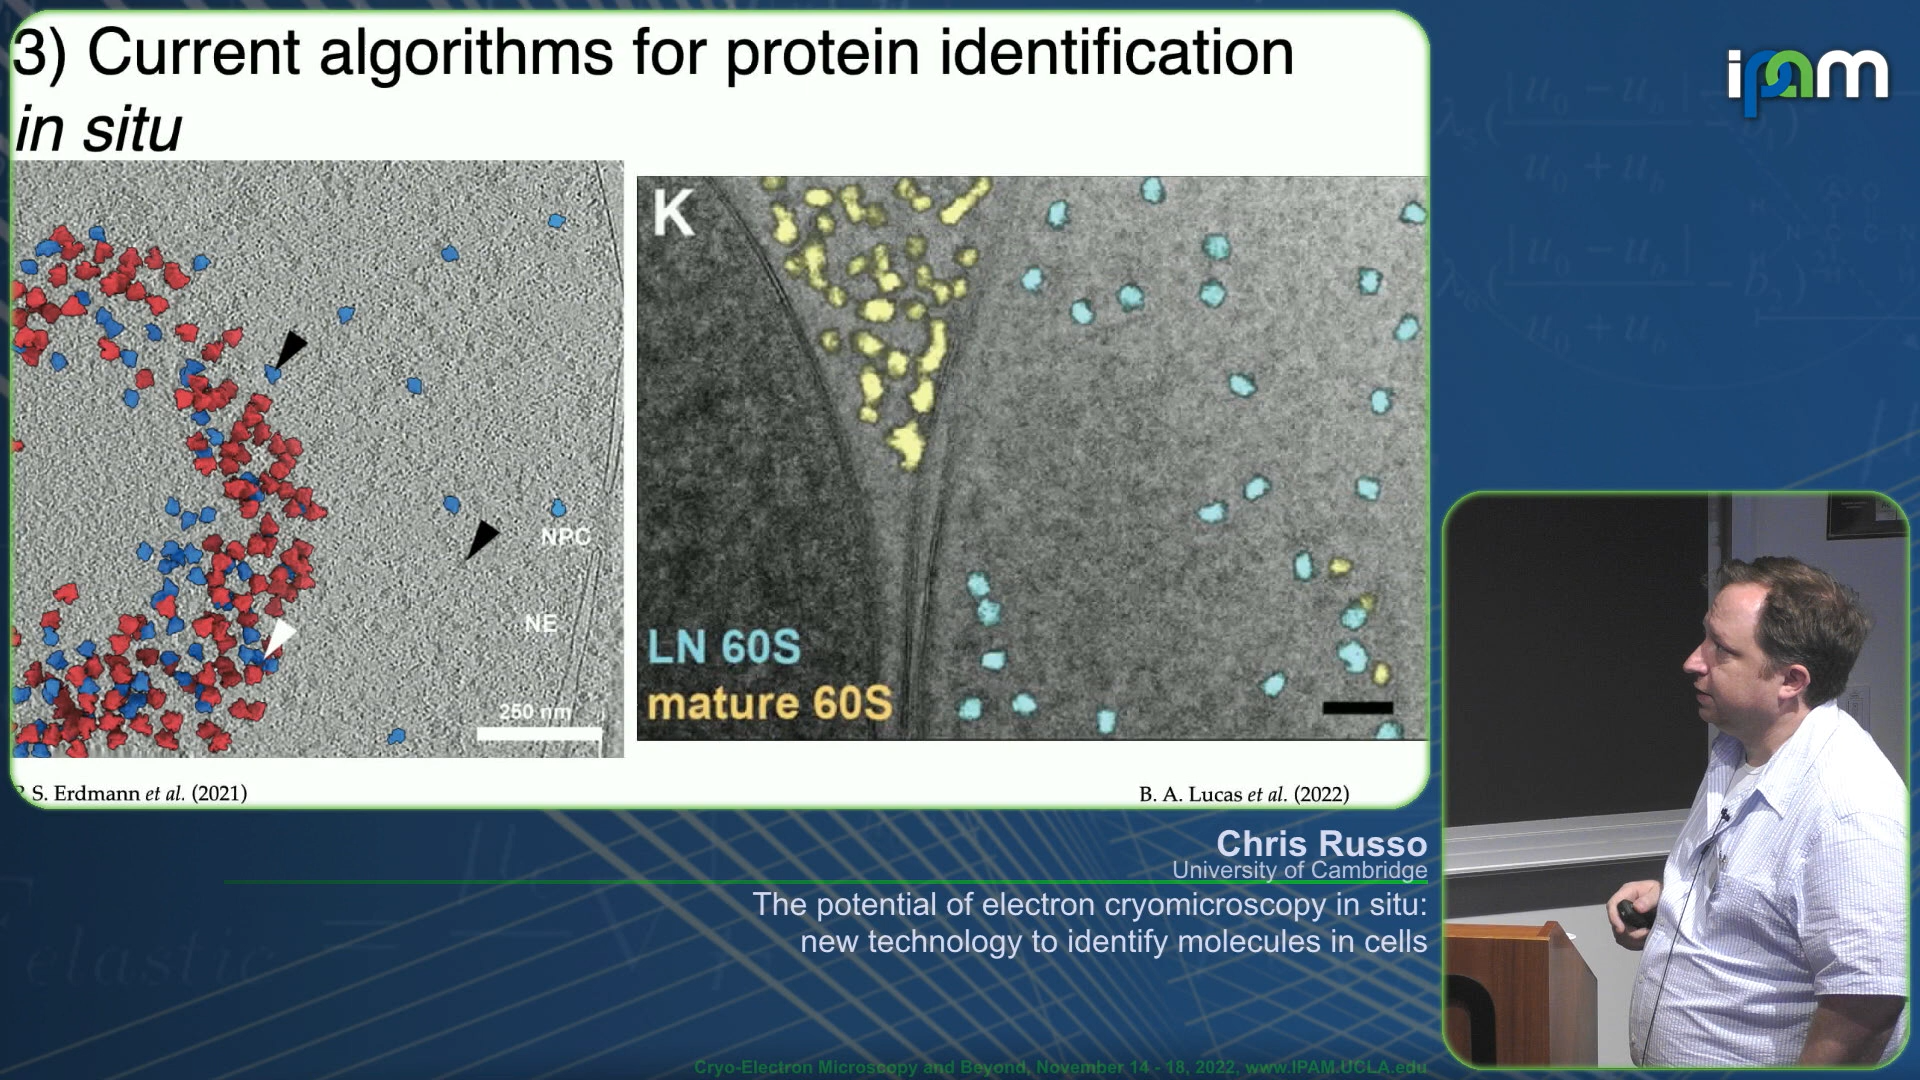 3) Current algorithms for protein identification
in situ
ipam
K
NPC
NE
250 nm
LN 60S
mature 60S
S. Erdmann et al. (2021)
B. A. Lucas et al. (2022)
Chris Russo
University of Cambridge
The potential of electron cryomicroscopy in situ:
new technology to identify molecules in cells
Cryo-Electron Microscopy and Beyond, November 14 - 18, 2022, www.IPAM.UCLA.edu
elastic